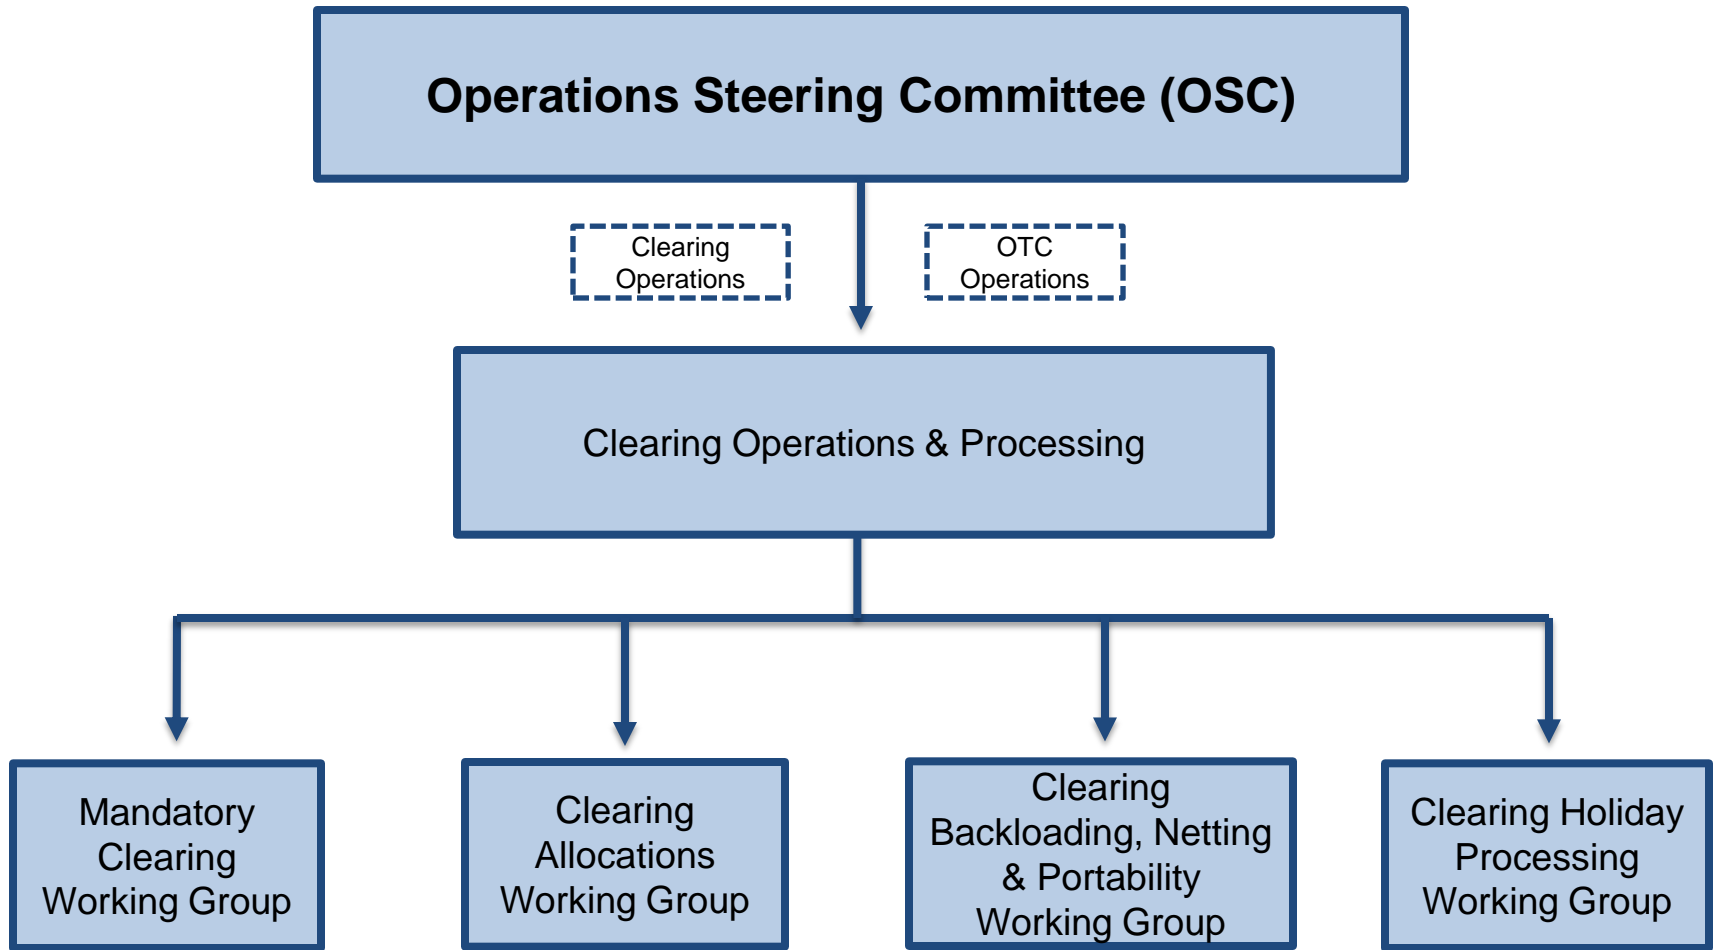 Operations Steering Committee (OSC)
Clearing
Operations
OTC
Operations
Clearing Operations & Processing
Mandatory
Clearing
Working Group
Clearing
Allocations
Working Group
Clearing
Backloading, Netting
& Portability
Working Group
Clearing Holiday
Processing
Working Group